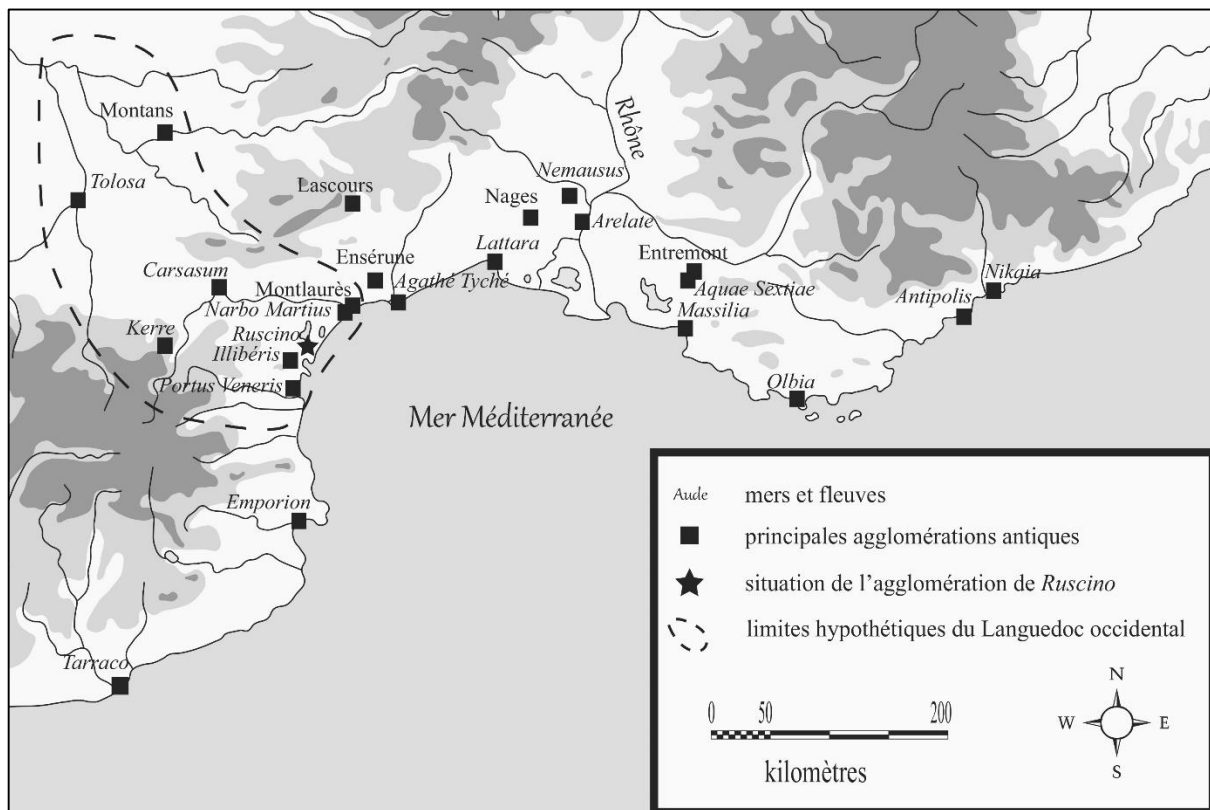 Montans
Tolosa
Lascours
Rhône
Nemausus
Nages
Arelate
Lattara
Ensérune
Agathé Tyché
Carsasum
Montlaurès
Narbo Martius
Ruscino
Illibéris
Kerre
Portus Veneris
Entremont
Aquae Sextiae
Massilia
Nikaia
Antipolis
Olbia
Mer Méditerranée
Emporion
Tarraco
Aude mers et fleuves
principales agglomérations antiques
situation de l’agglomération de Ruscino
limites hypothétiques du Languedoc occidental
0 50 200
kilomètres
N
W E
S